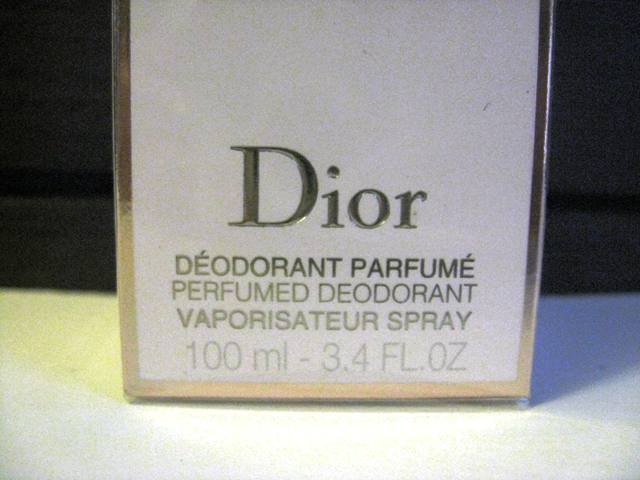 Dior
DÉODORANT PARFUMÉ
PERFUMED DEODORANT
VAPORISATEUR SPRAY
100 ml - 3.4 FL.OZ